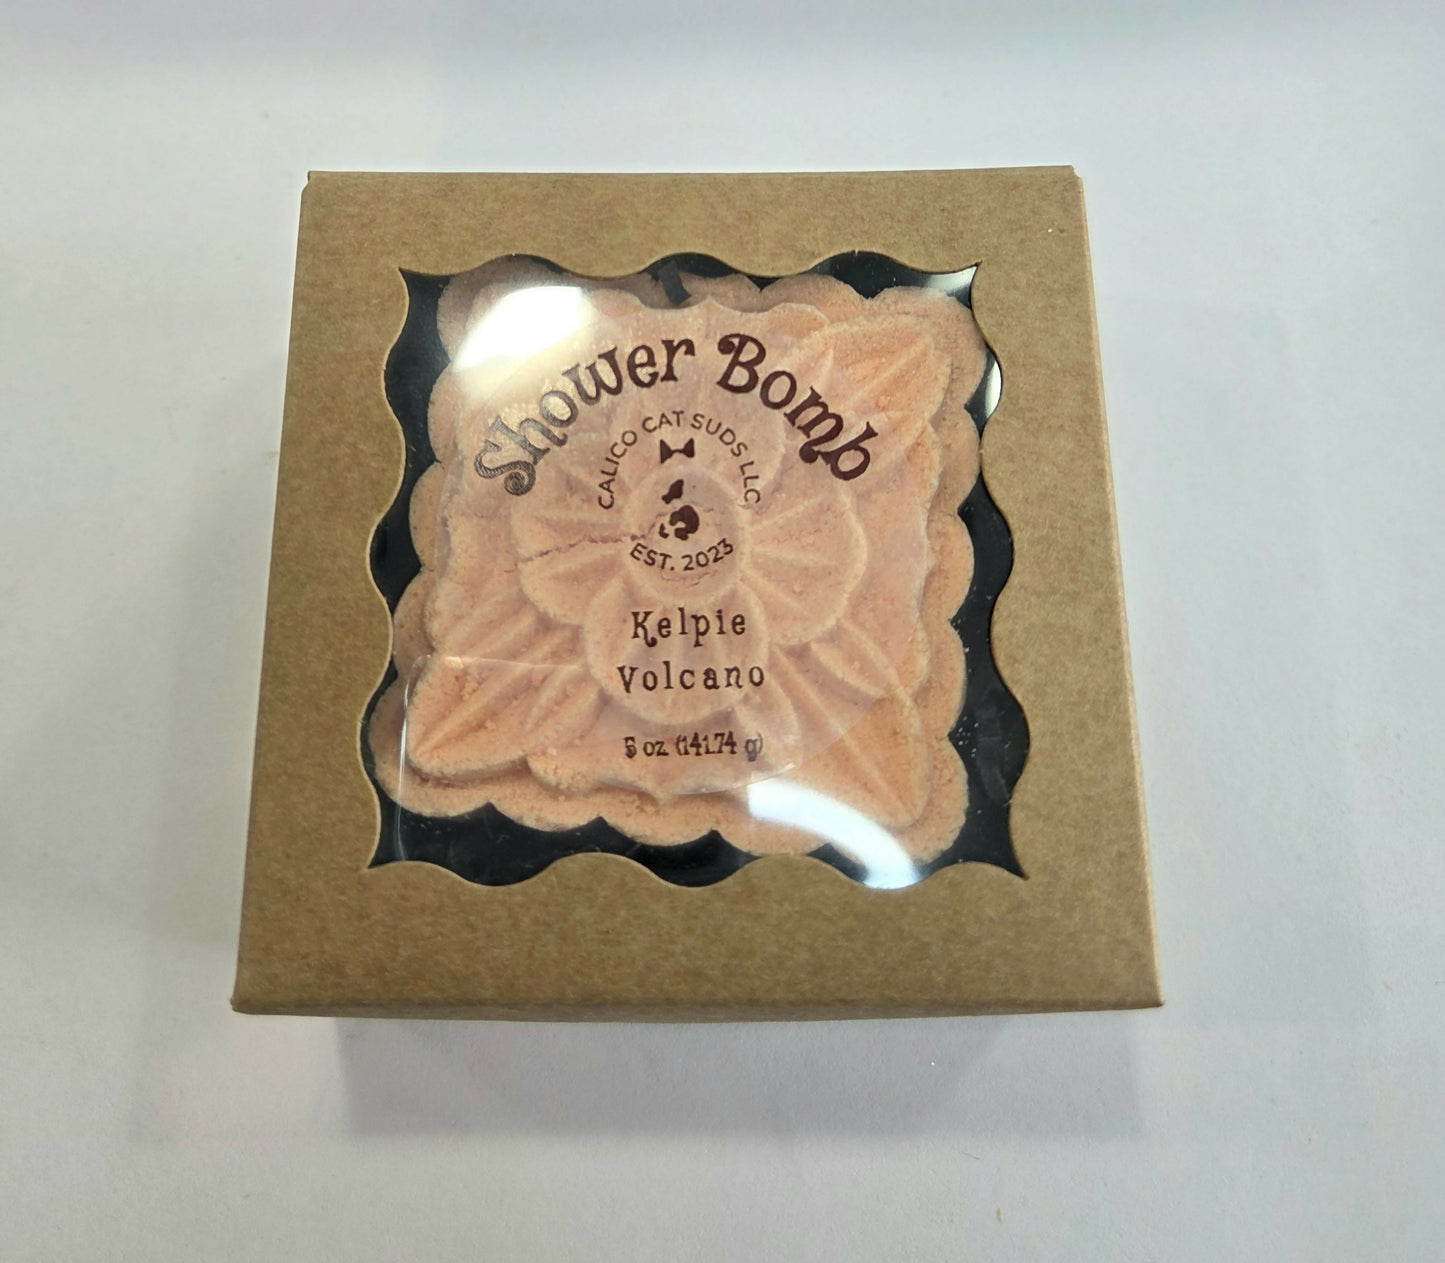 Shower Bomb
CALICO CAT SUDS LLC
EST. 2023
Kelpie
Volcano
5 oz (141.74 g)